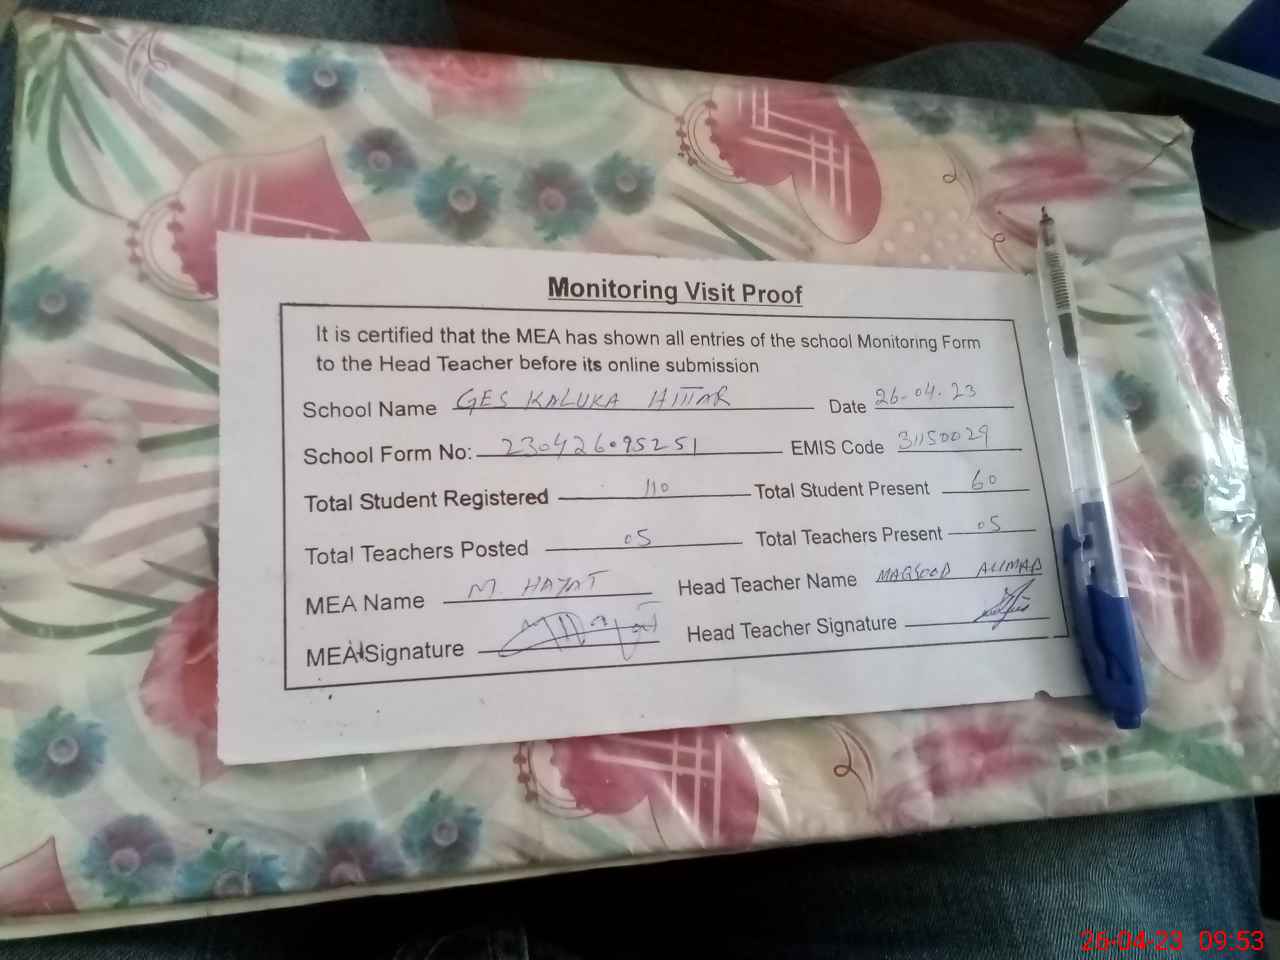 Monitoring Visit Proof
It is certified that the MEA has shown all entries of the school Monitoring Form
to the Head Teacher before its online submission
School Name GES KALUKA HITTAR Date 26-04-23
School Form No: 230426095251 EMIS Code 31150029
Total Student Registered 110 Total Student Present 60
Total Teachers Posted 05 Total Teachers Present 05
MEA Name M. HAYAT Head Teacher Name MAQSOOD AHMAD
MEA Signature Head Teacher Signature
26-04-23 09:53